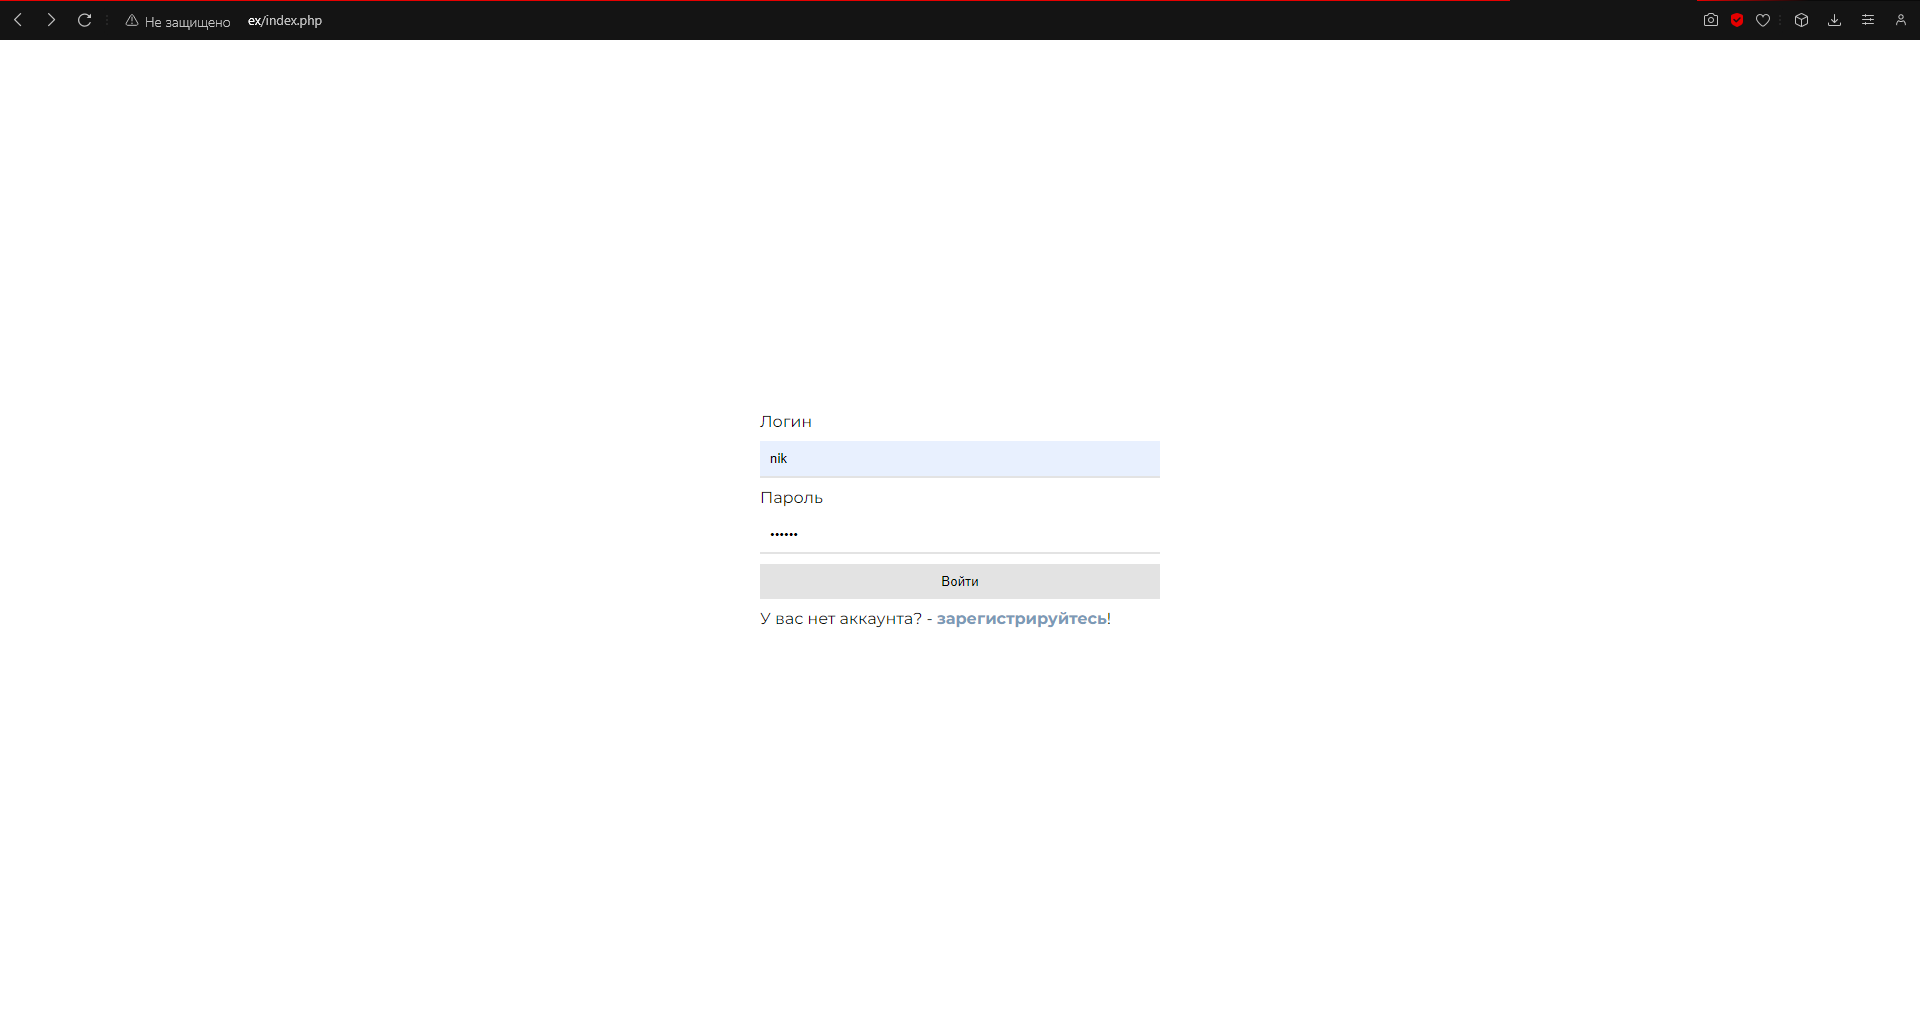 Не защищено ex/index.php
Логин
nik
Пароль
••••••
Войти
У вас нет аккаунта? - зарегистрируйтесь!